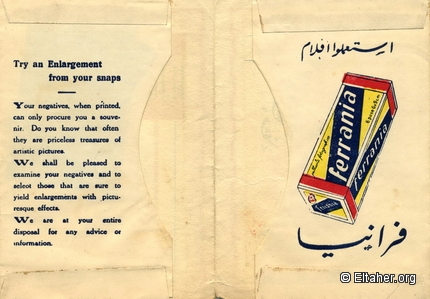 Try an Enlargement
from your snaps
Your negatives, when printed,
can only procure you a souve-
nir. Do you know that often
they are priceless treasures of
artistic pictures.
We shall be pleased to
examine your negatives and to
select those that are sure to
yield enlargements with pictu-
resque effects.
We are at your entire
disposal for any advice or
information.
استعملوا افلام
ferrania
ferrania
فرانيا
© Eltaher.org